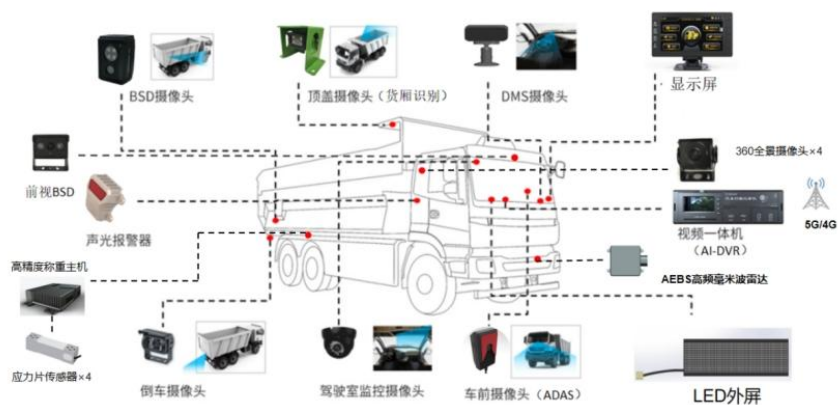 BSD摄像头
顶盖摄像头（货厢识别）
DMS摄像头
· 显示屏
前视BSD
360全景摄像头×4
声光报警器
视频一体机
（AI-DVR）
5G/4G
高精度称重主机
AEBS高频毫米波雷达
应力片传感器×4
倒车摄像头
驾驶室监控摄像头
车前摄像头（ADAS）
LED外屏